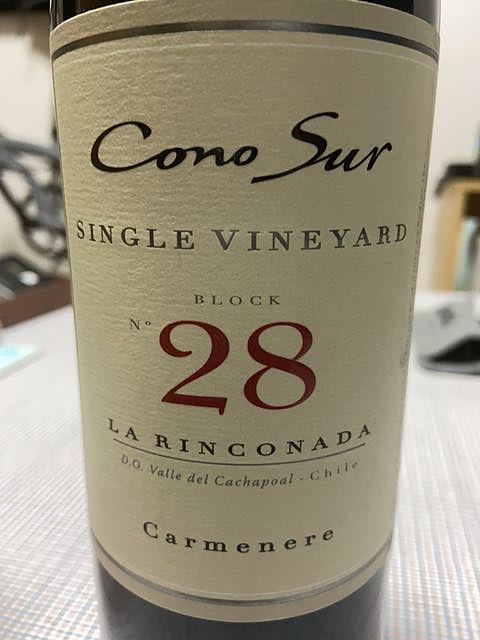 Cono Sur
SINGLE VINEYARD
BLOCK
Nº 28
LA RINCONADA
D.O. Valle del Cachapoal - Chile
Carmenere